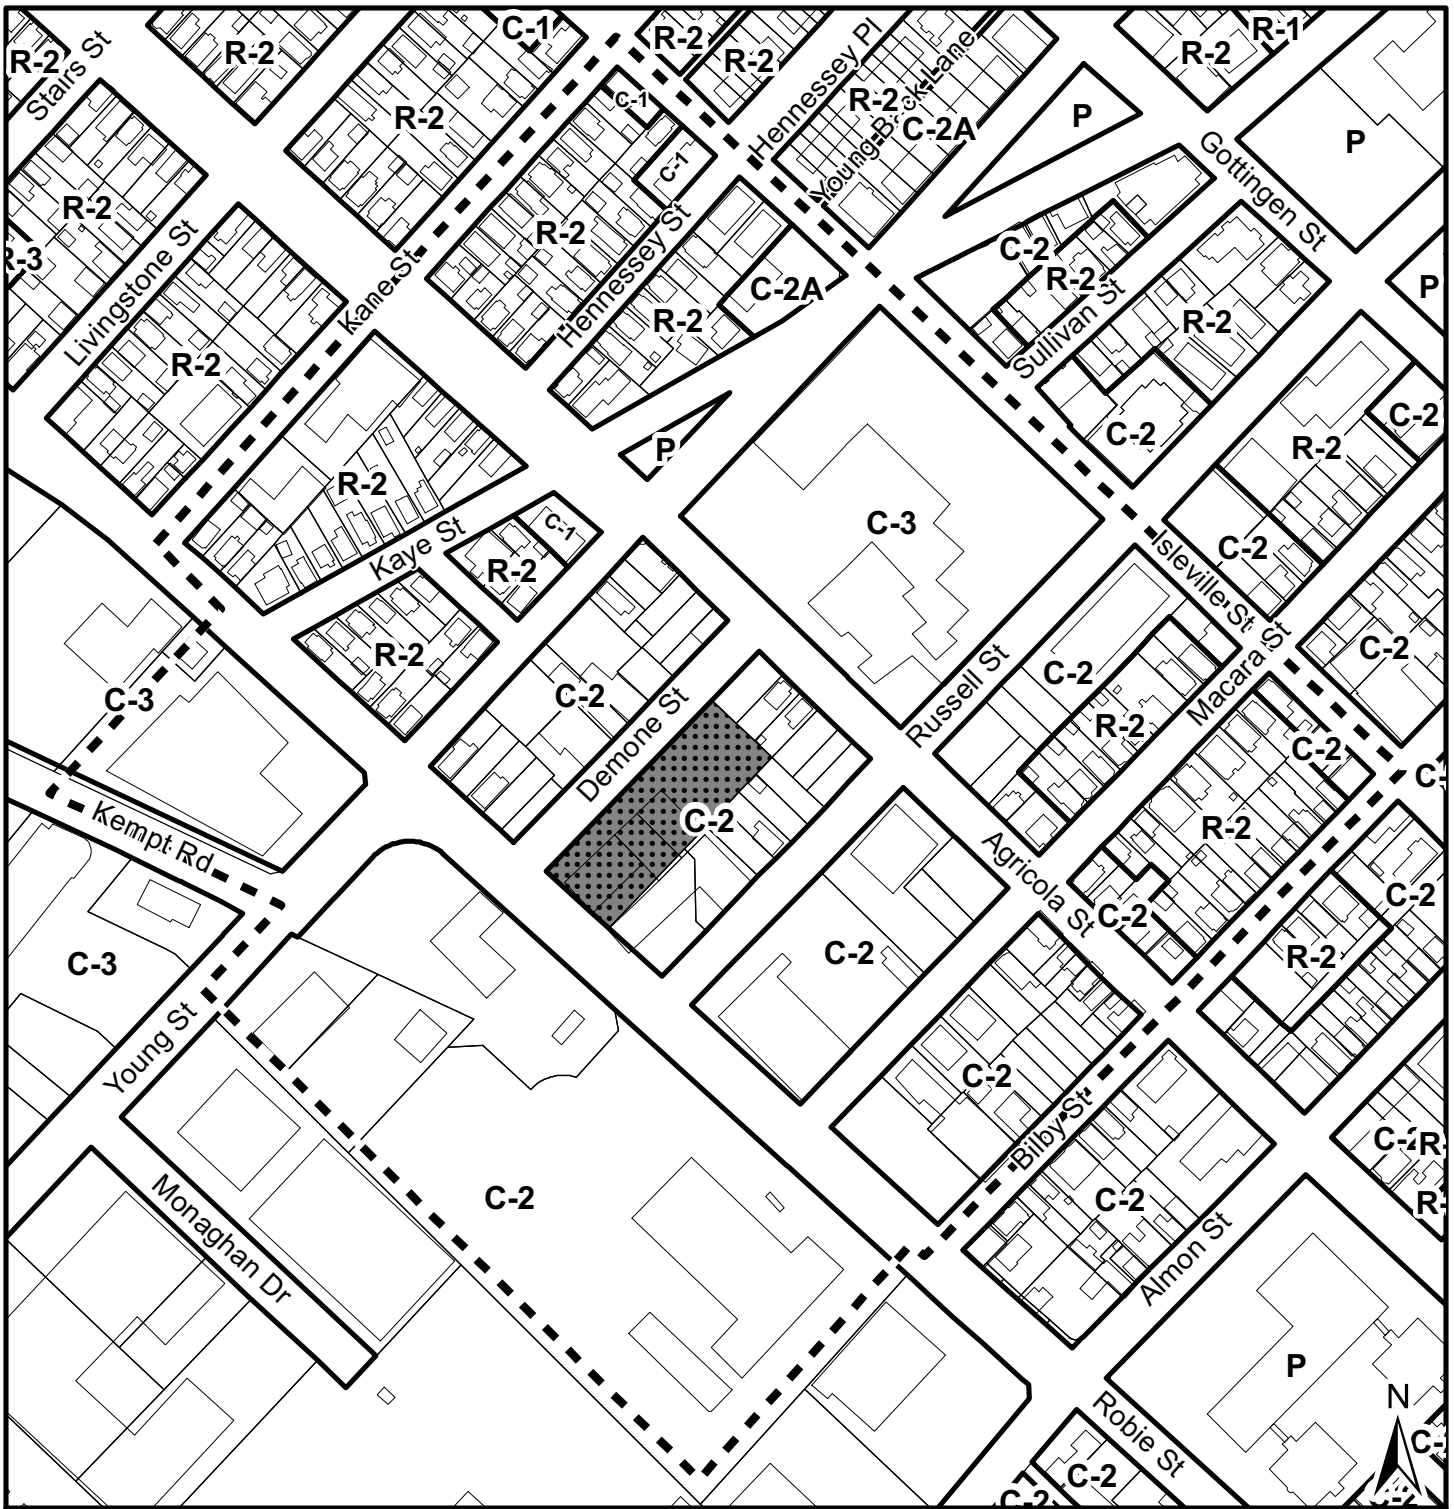 C-1
R-2
R-2
R-2
R-2
R-1
R-2
Stairs St
Hennessey Pl
R-2
C-1
R-2
Young Back Lane
C-2A
P
P
Gottingen St
C-1
R-2
R-2
R-3
Livingstone St
Kane St
Hennessey St
C-2
R-2
C-2A
P
Sullivan St
R-2
R-2
R-2
C-2
C-2
R-2
P
R-2
C-3
C-1
Kaye St
R-2
C-2
Isleville St
R-2
C-2
C-2
C-3
C-2
Russell St
Macara St
R-2
Demone St
C-2
C-2
R-2
Kempt Rd
Agricola St
C-2
C-2
C-2
R-2
C-3
Young St
C-2
Bilby St
C-2
Monaghan Dr
C-2
Almon St
P
Robie St
N
C-2
C-2